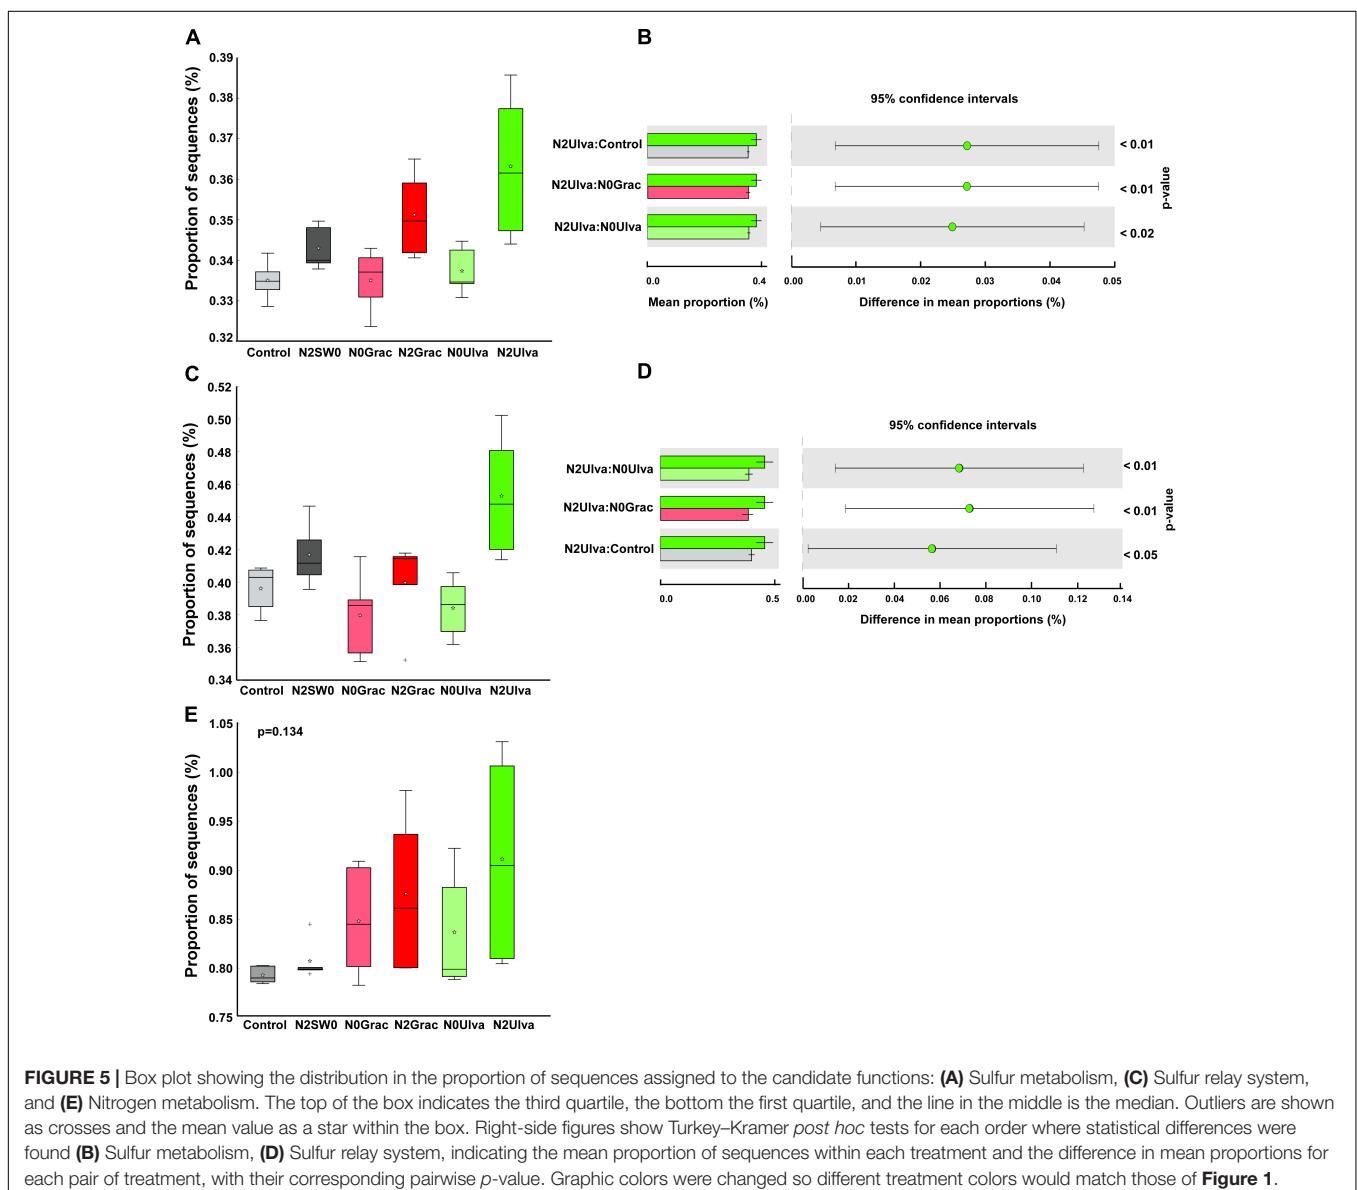 A
Proportion of sequences (%)
0.39
0.38
0.37
0.36
0.35
0.34
0.33
0.32
Control N2SW0 N0Grac N2Grac N0Ulva N2Ulva
B
95% confidence intervals
N2Ulva:Control
N2Ulva:N0Grac
N2Ulva:N0Ulva
< 0.01
< 0.01
< 0.02
p-value
0.0 0.4
Mean proportion (%)
0.00 0.01 0.02 0.03 0.04 0.05
Difference in mean proportions (%)
C
Proportion of sequences (%)
0.52
0.50
0.48
0.46
0.44
0.42
0.40
0.38
0.36
0.34
Control N2SW0 N0Grac N2Grac N0Ulva N2Ulva
D
95% confidence intervals
N2Ulva:N0Ulva
N2Ulva:N0Grac
N2Ulva:Control
< 0.01
< 0.01
< 0.05
p-value
0.0 0.5
0.00 0.02 0.04 0.06 0.08 0.10 0.12 0.14
Difference in mean proportions (%)
E
Proportion of sequences (%)
p=0.134
1.05
1.00
0.95
0.90
0.85
0.80
0.75
Control N2SW0 N0Grac N2Grac N0Ulva N2Ulva
FIGURE 5 | Box plot showing the distribution in the proportion of sequences assigned to the candidate functions: (A) Sulfur metabolism, (C) Sulfur relay system,
and (E) Nitrogen metabolism. The top of the box indicates the third quartile, the bottom the first quartile, and the line in the middle is the median. Outliers are shown
as crosses and the mean value as a star within the box. Right-side figures show Turkey–Kramer post hoc tests for each order where statistical differences were
found (B) Sulfur metabolism, (D) Sulfur relay system, indicating the mean proportion of sequences within each treatment and the difference in mean proportions for
each pair of treatment, with their corresponding pairwise p-value. Graphic colors were changed so different treatment colors would match those of Figure 1.